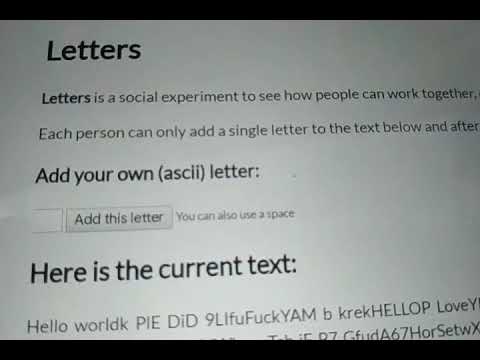 Letters
Letters is a social experiment to see how people can work together,
Each person can only add a single letter to the text below and after
Add your own (ascii) letter:
Add this letter You can also use a space
Here is the current text:
Hello worldk PIE DiD 9LIfuFuckYAM b krekHELLOP LoveY
GfudA67HorSetwX